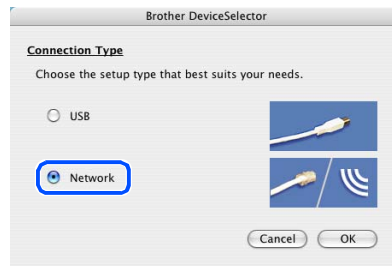 Brother DeviceSelector
Connection Type
Choose the setup type that best suits your needs.
USB
Network
Cancel OK